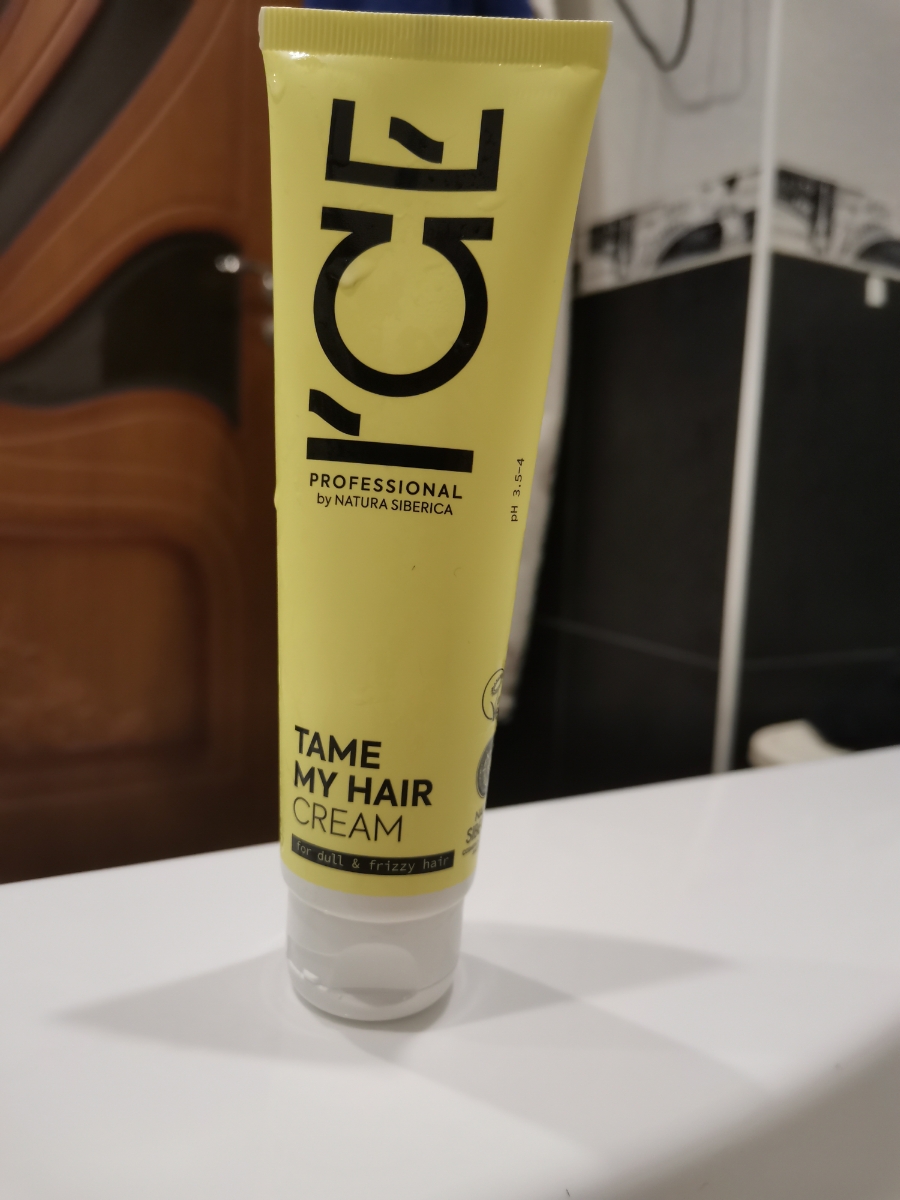 I'CE
PROFESSIONAL
by NATURA SIBERICA
pH 3.5-4
TAME
MY HAIR
CREAM
for dull & frizzy hair